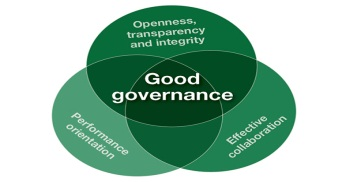 Openness,
transparency
and integrity
Good
governance
Performance
orientation
Effective
collaboration